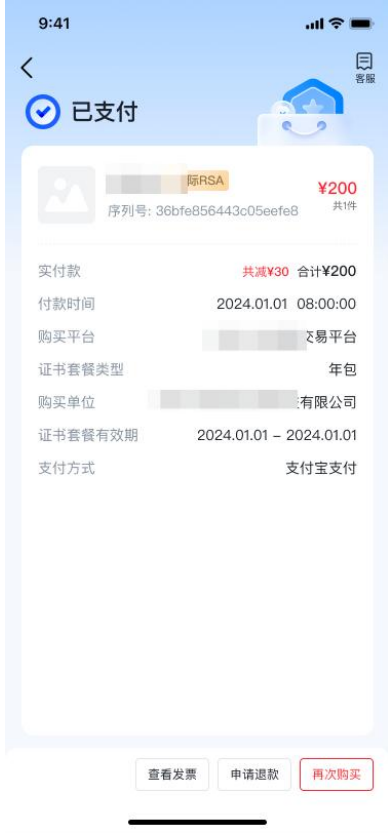 9:41
客服
已支付
际RSA
¥200
序列号: 36bfe856443c05eefe8
共1件
实付款 共减¥30 合计¥200
付款时间 2024.01.01 08:00:00
购买平台 交易平台
证书套餐类型 年包
购买单位 有限公司
证书套餐有效期 2024.01.01 – 2024.01.01
支付方式 支付宝支付
查看发票 申请退款 再次购买